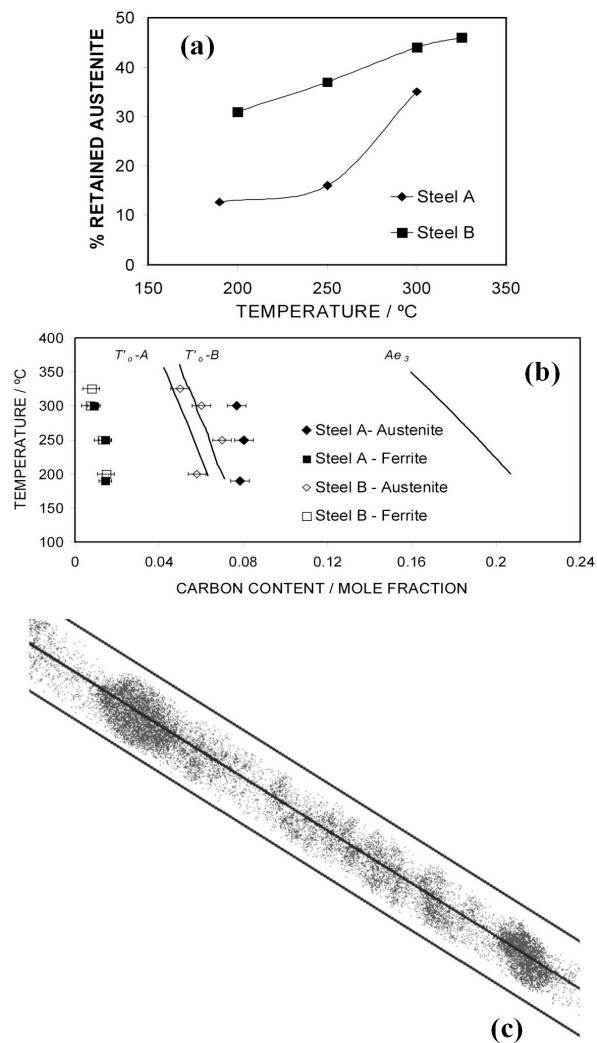 (a)
50
40
30
20
10
0
% RETAINED AUSTENITE
150 200 250 300 350
TEMPERATURE / ºC
Steel A
Steel B
(b)
T'o-A T'o-B Ae3
400
350
300
250
200
150
100
TEMPERATURE / ºC
Steel A- Austenite
Steel A - Ferrite
Steel B - Austenite
Steel B - Ferrite
0 0.04 0.08 0.12 0.16 0.2 0.24
CARBON CONTENT / MOLE FRACTION
(c)